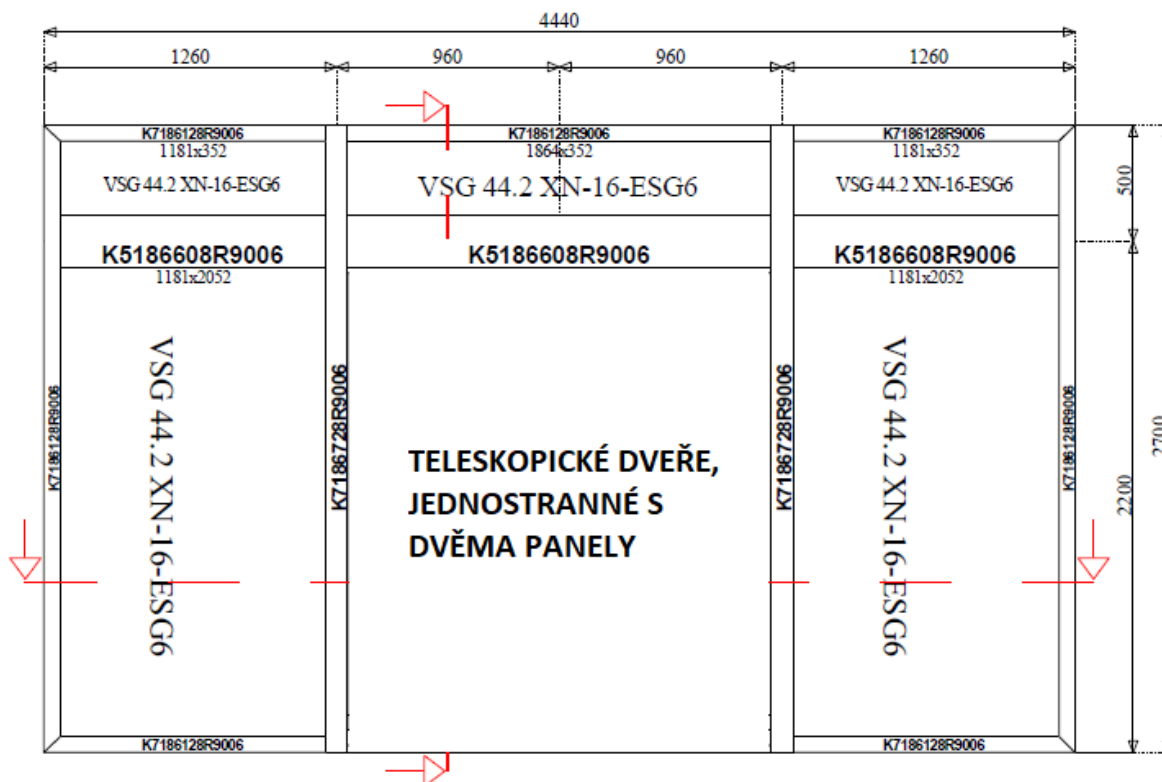 4440
1260 960 960 1260
K7186128R9006 K7186128R9006 K7186128R9006
1181x352 1864x352 1181x352
VSG 44.2 XN-16-ESG6 VSG 44.2 XN-16-ESG6 VSG 44.2 XN-16-ESG6
500
K5186608R9006 K5186608R9006 K5186608R9006
1181x2052 1181x2052
K7186128R9006
VSG 44.2 XN-16-ESG6
K7186728R9006
TELESKOPICKÉ DVEŘE,
JEDNOSTRANNÉ S
DVĚMA PANELY
K7186728R9006
VSG 44.2 XN-16-ESG6
K7186128R9006
2200
2700
K7186128R9006 K7186128R9006